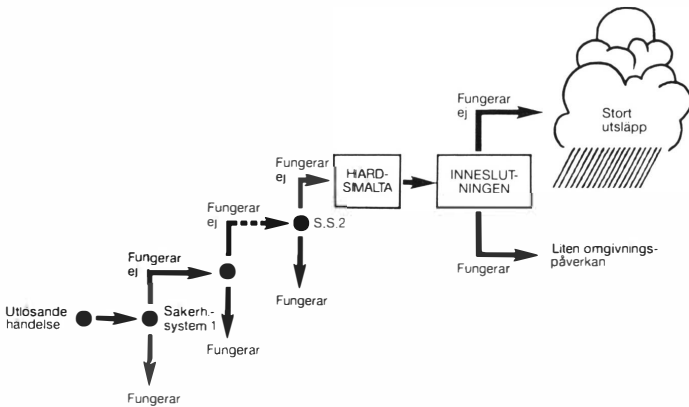 Utlösande
händelse
Säkerh.-
system 1
Fungerar
Fungerar
ej
Fungerar
Fungerar
ej
S.S.2
Fungerar
Fungerar
ej
HÄRD-
SMÄLTA
INNESLUT-
NINGEN
Fungerar
ej
Stort
utsläpp
Fungerar
Liten omgivnings-
påverkan